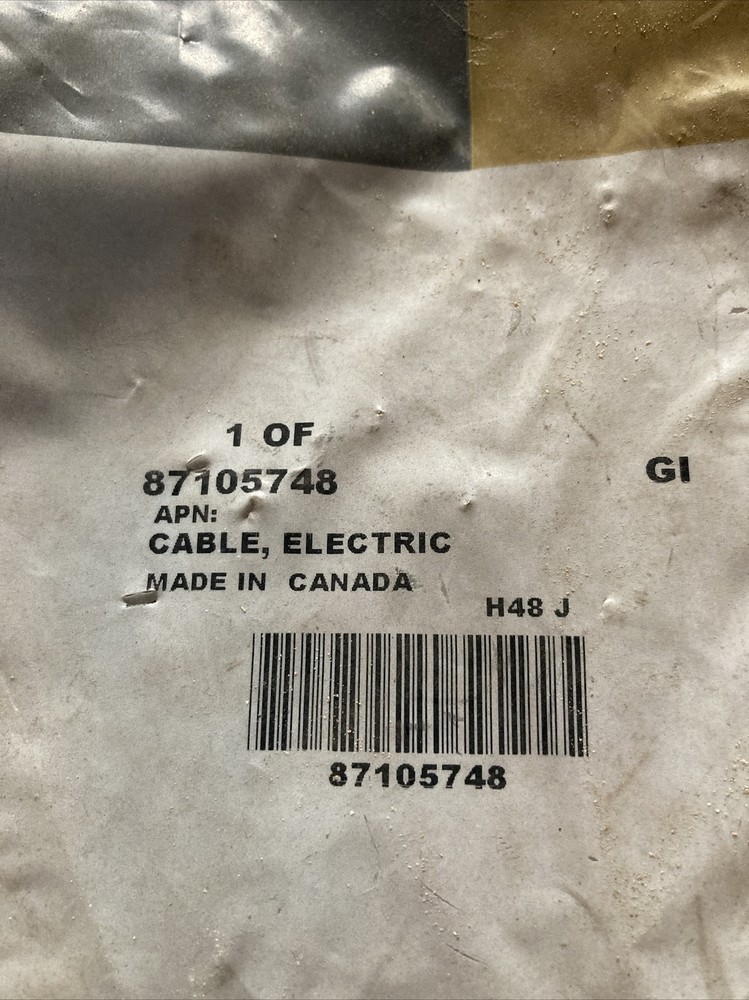 1 OF
87105748
GI
APN:
CABLE, ELECTRIC
MADE IN CANADA
H48 J
87105748